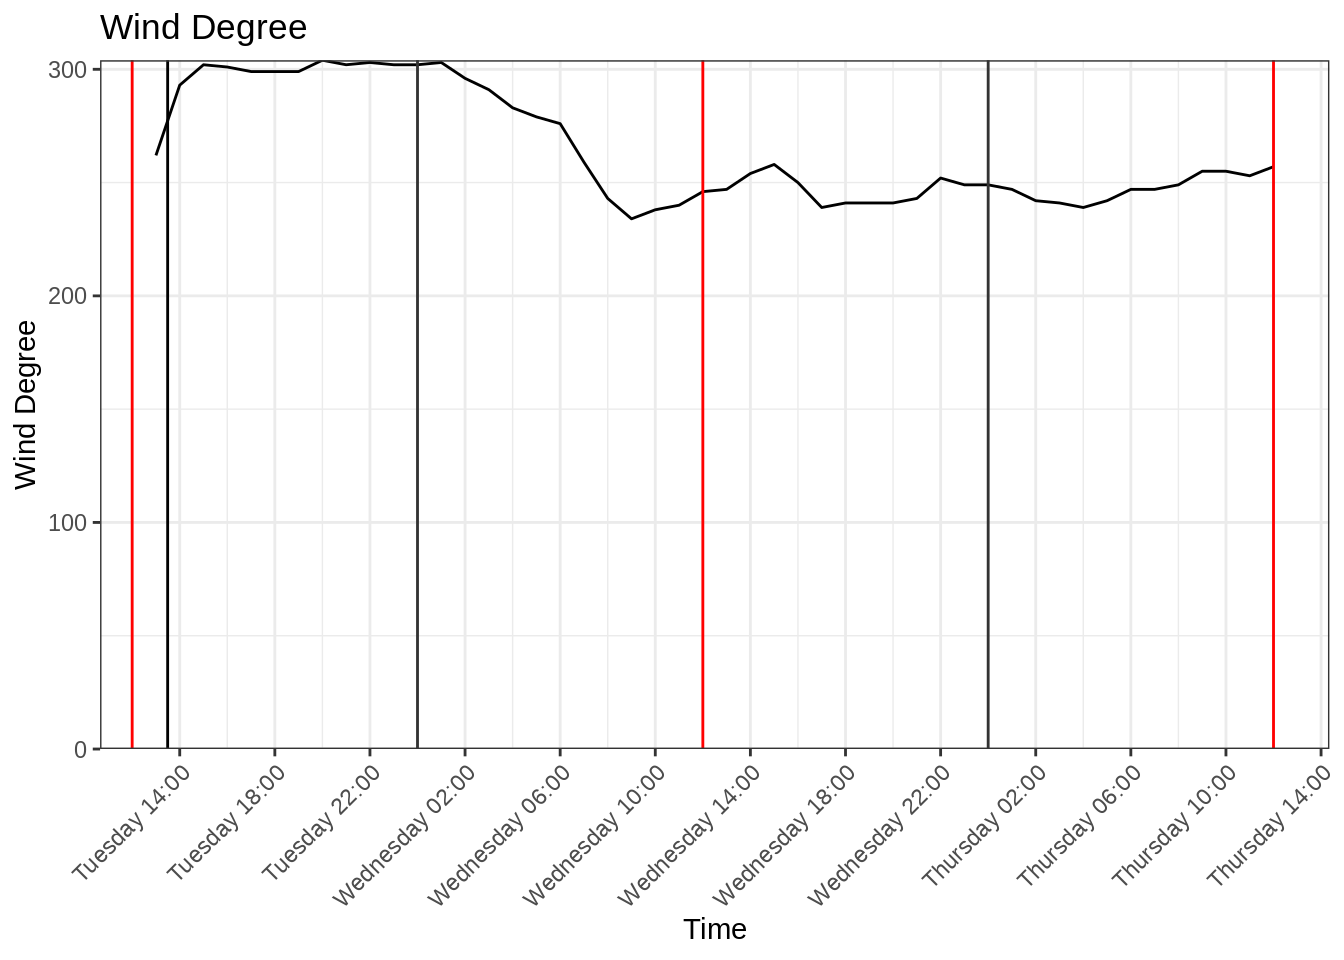 Wind Degree
Wind Degree
300
200
100
0
Tuesday 14:00
Tuesday 18:00
Tuesday 22:00
Wednesday 02:00
Wednesday 06:00
Wednesday 10:00
Wednesday 14:00
Wednesday 18:00
Wednesday 22:00
Thursday 02:00
Thursday 06:00
Thursday 10:00
Thursday 14:00
Time